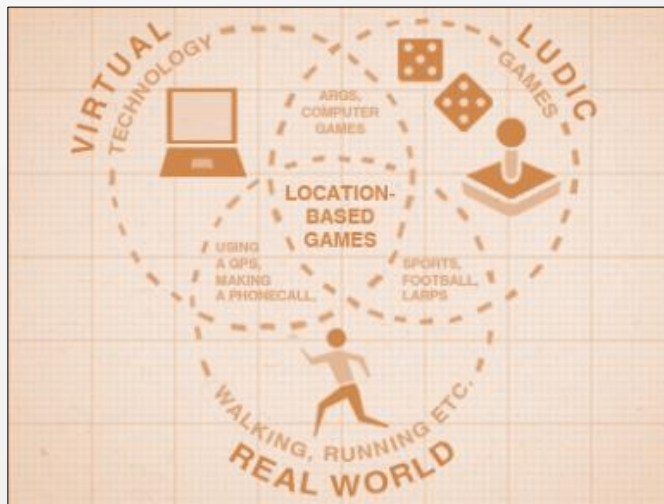 VIRTUAL
TECHNOLOGY
LUDIC
GAMES
ARGS,
COMPUTER
GAMES
LOCATION-
BASED
GAMES
USING
A GPS,
MAKING
A PHONECALL,
SPORTS,
FOOTBALL,
LARPS
WALKING, RUNNING ETC.
REAL WORLD